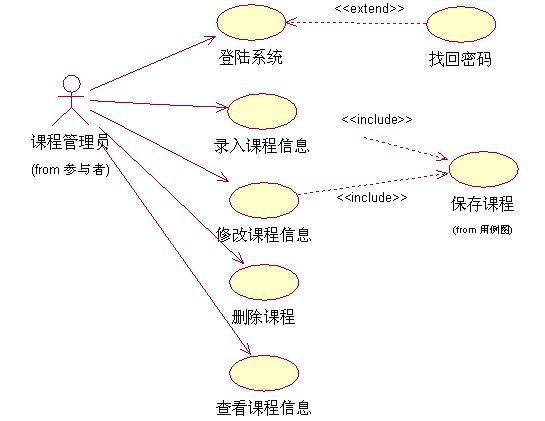 <<extend>>
登陆系统
找回密码
<<include>>
课程管理员
(from 参与者)
录入课程信息
<<include>>
保存课程
(from 用例图)
修改课程信息
删除课程
查看课程信息